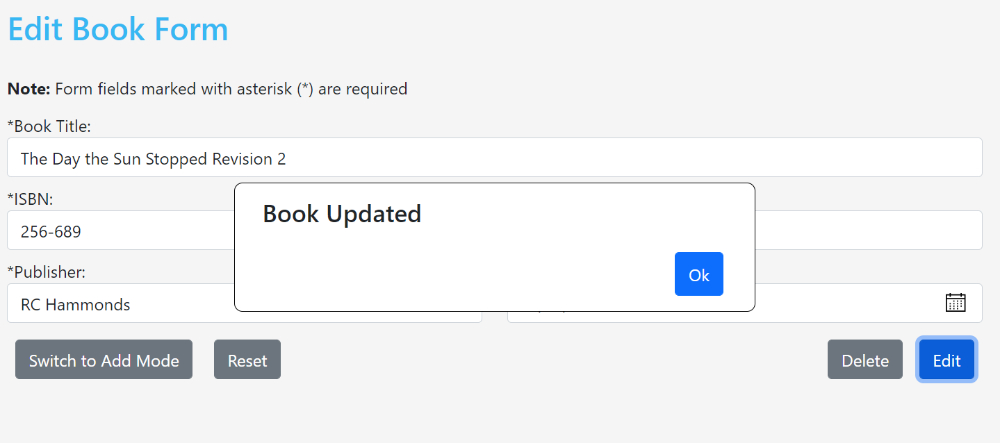 Edit Book Form
Note: Form fields marked with asterisk (*) are required
*Book Title:
The Day the Sun Stopped Revision 2
*ISBN:
256-689
Book Updated
Ok
*Publisher:
RC Hammonds
Switch to Add Mode
Reset
Delete
Edit